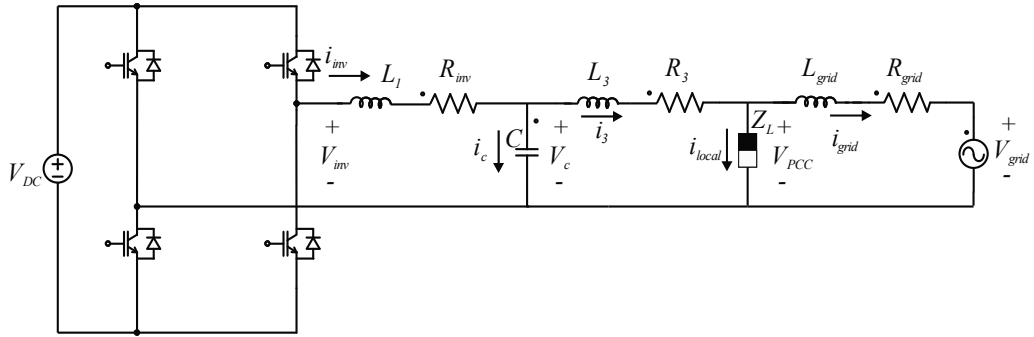 V_DC
i_inv
L_1
R_inv
+
V_inv
-
i_c
C
+
V_c
-
L_3
i_3
R_3
i_local
Z_L
+
V_PCC
-
L_grid
i_grid
R_grid
+
V_grid
-